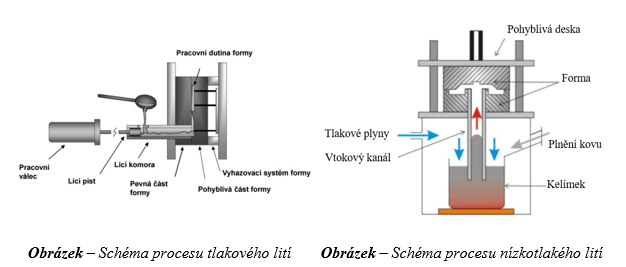 Pracovní dutina formy
Pracovní
válec
Licí píst
Licí komora
Pevná část
formy
Pohyblivá část formy
Vyhazovací systém formy
Obrázek – Schéma procesu tlakového lití
Pohyblivá deska
Forma
Tlakové plyny
Vtokový kanál
Plnění kovu
Kelímek
Obrázek – Schéma procesu nízkotlakého lití